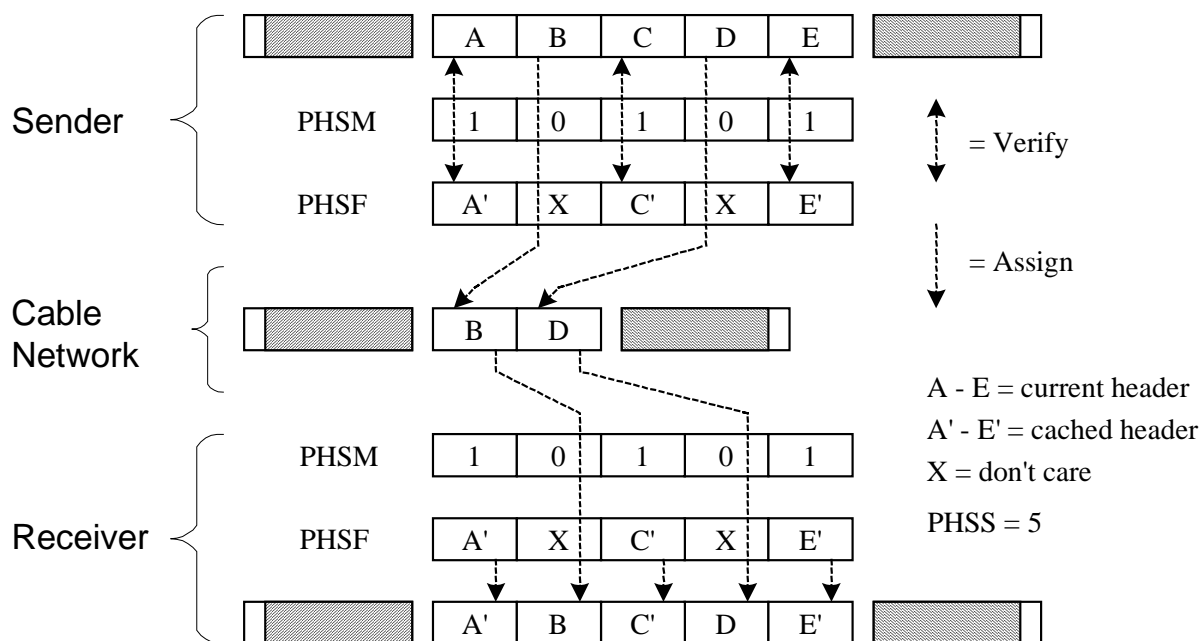 A B C D E
Sender
PHSM 1 0 1 0 1
= Verify
PHSF A' X C' X E'
= Assign
Cable
Network
B D
A - E = current header
A' - E' = cached header
PHSM 1 0 1 0 1
X = don't care
PHSS = 5
Receiver
PHSF A' X C' X E'
A' B C' D E'